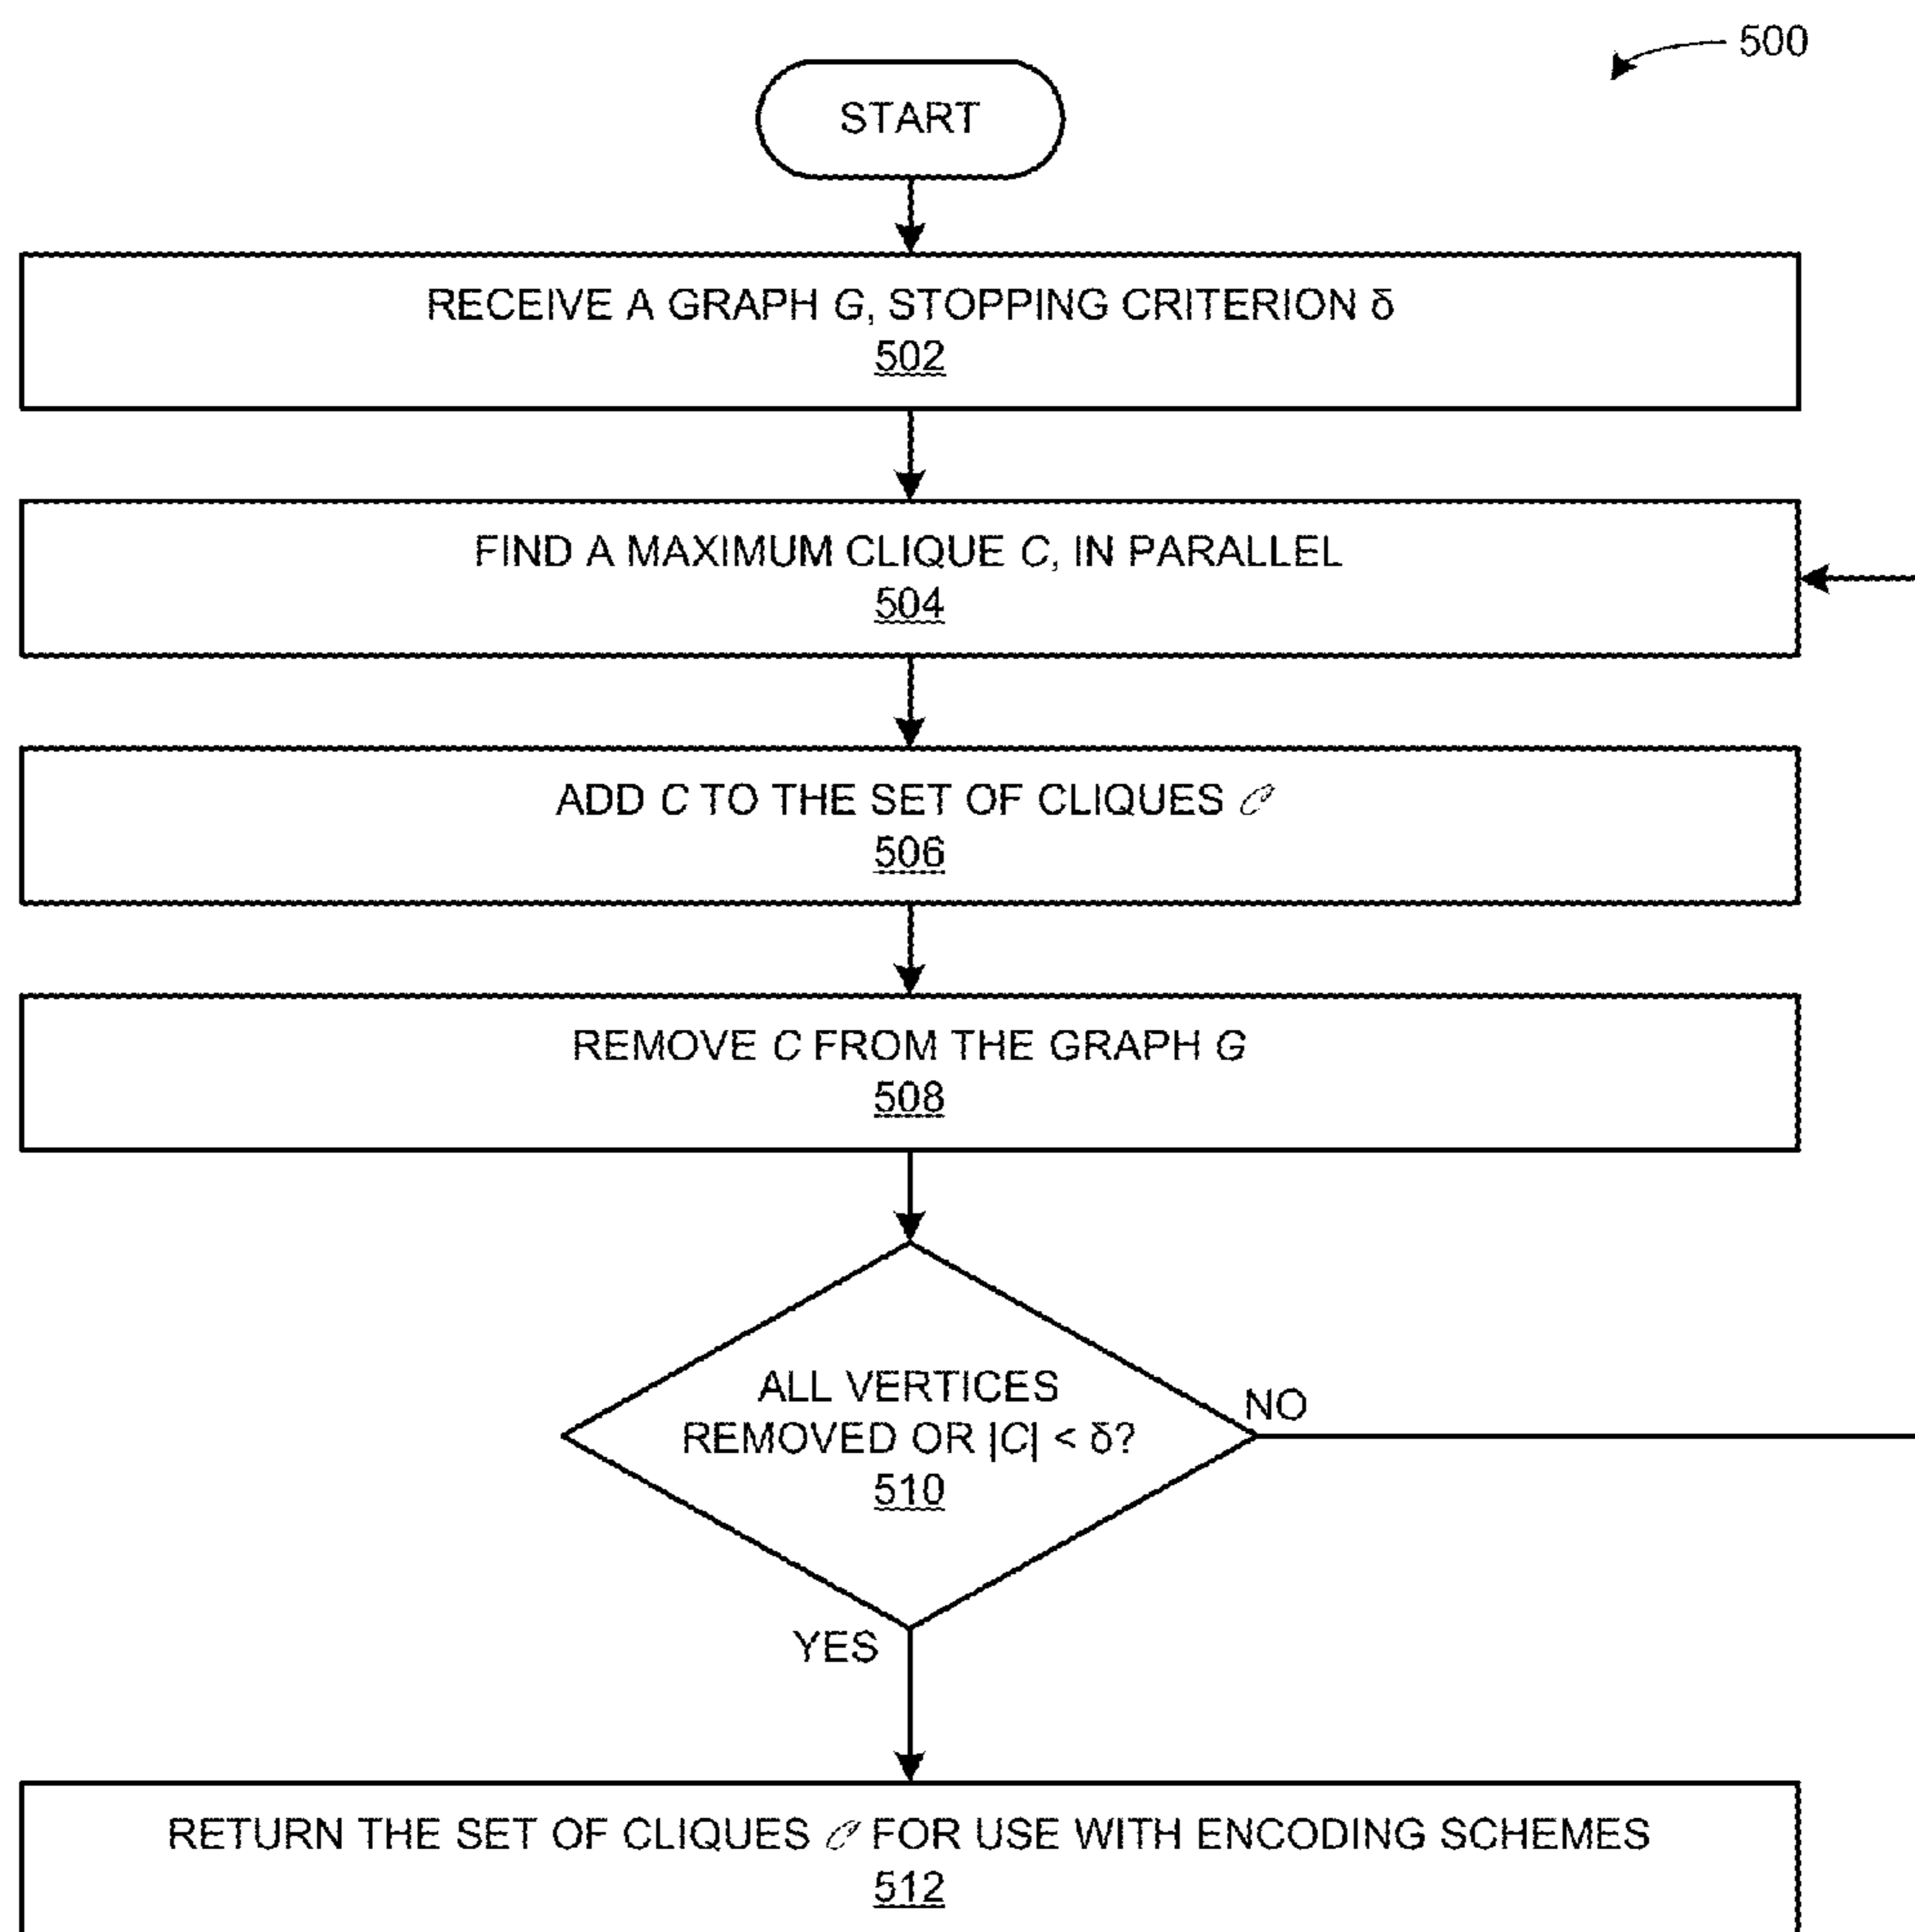 500
START
RECEIVE A GRAPH G, STOPPING CRITERION δ
502
FIND A MAXIMUM CLIQUE C, IN PARALLEL
504
ADD C TO THE SET OF CLIQUES 𝒞
506
REMOVE C FROM THE GRAPH G
508
ALL VERTICES
REMOVED OR |C| < δ?
510
NO
YES
RETURN THE SET OF CLIQUES 𝒞 FOR USE WITH ENCODING SCHEMES
512